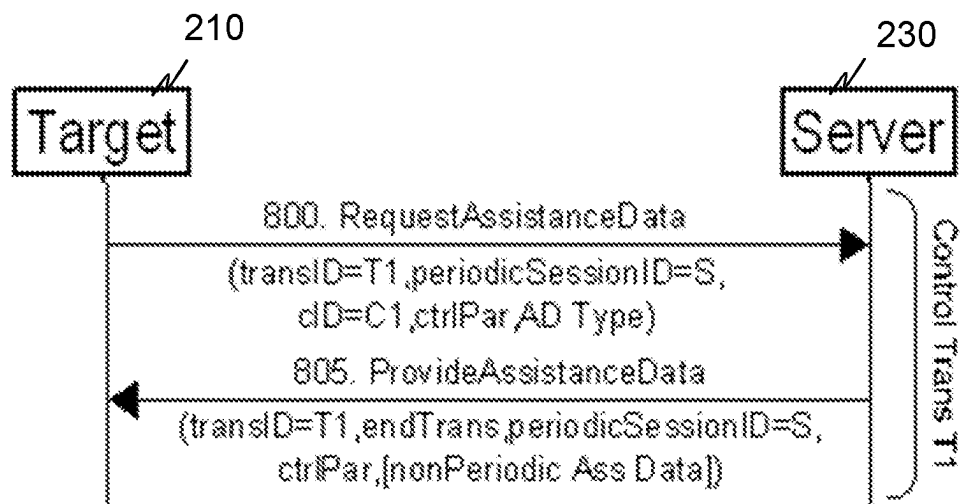 210
230
Target
Server
800. RequestAssistanceData
(transID=T1,periodicSessionID=S,
cID=C1,ctrlPar,AD Type)
805. ProvideAssistanceData
(transID=T1,endTrans,periodicSessionID=S,
ctrlPar,[nonPeriodic Ass Data])
Control Trans T1